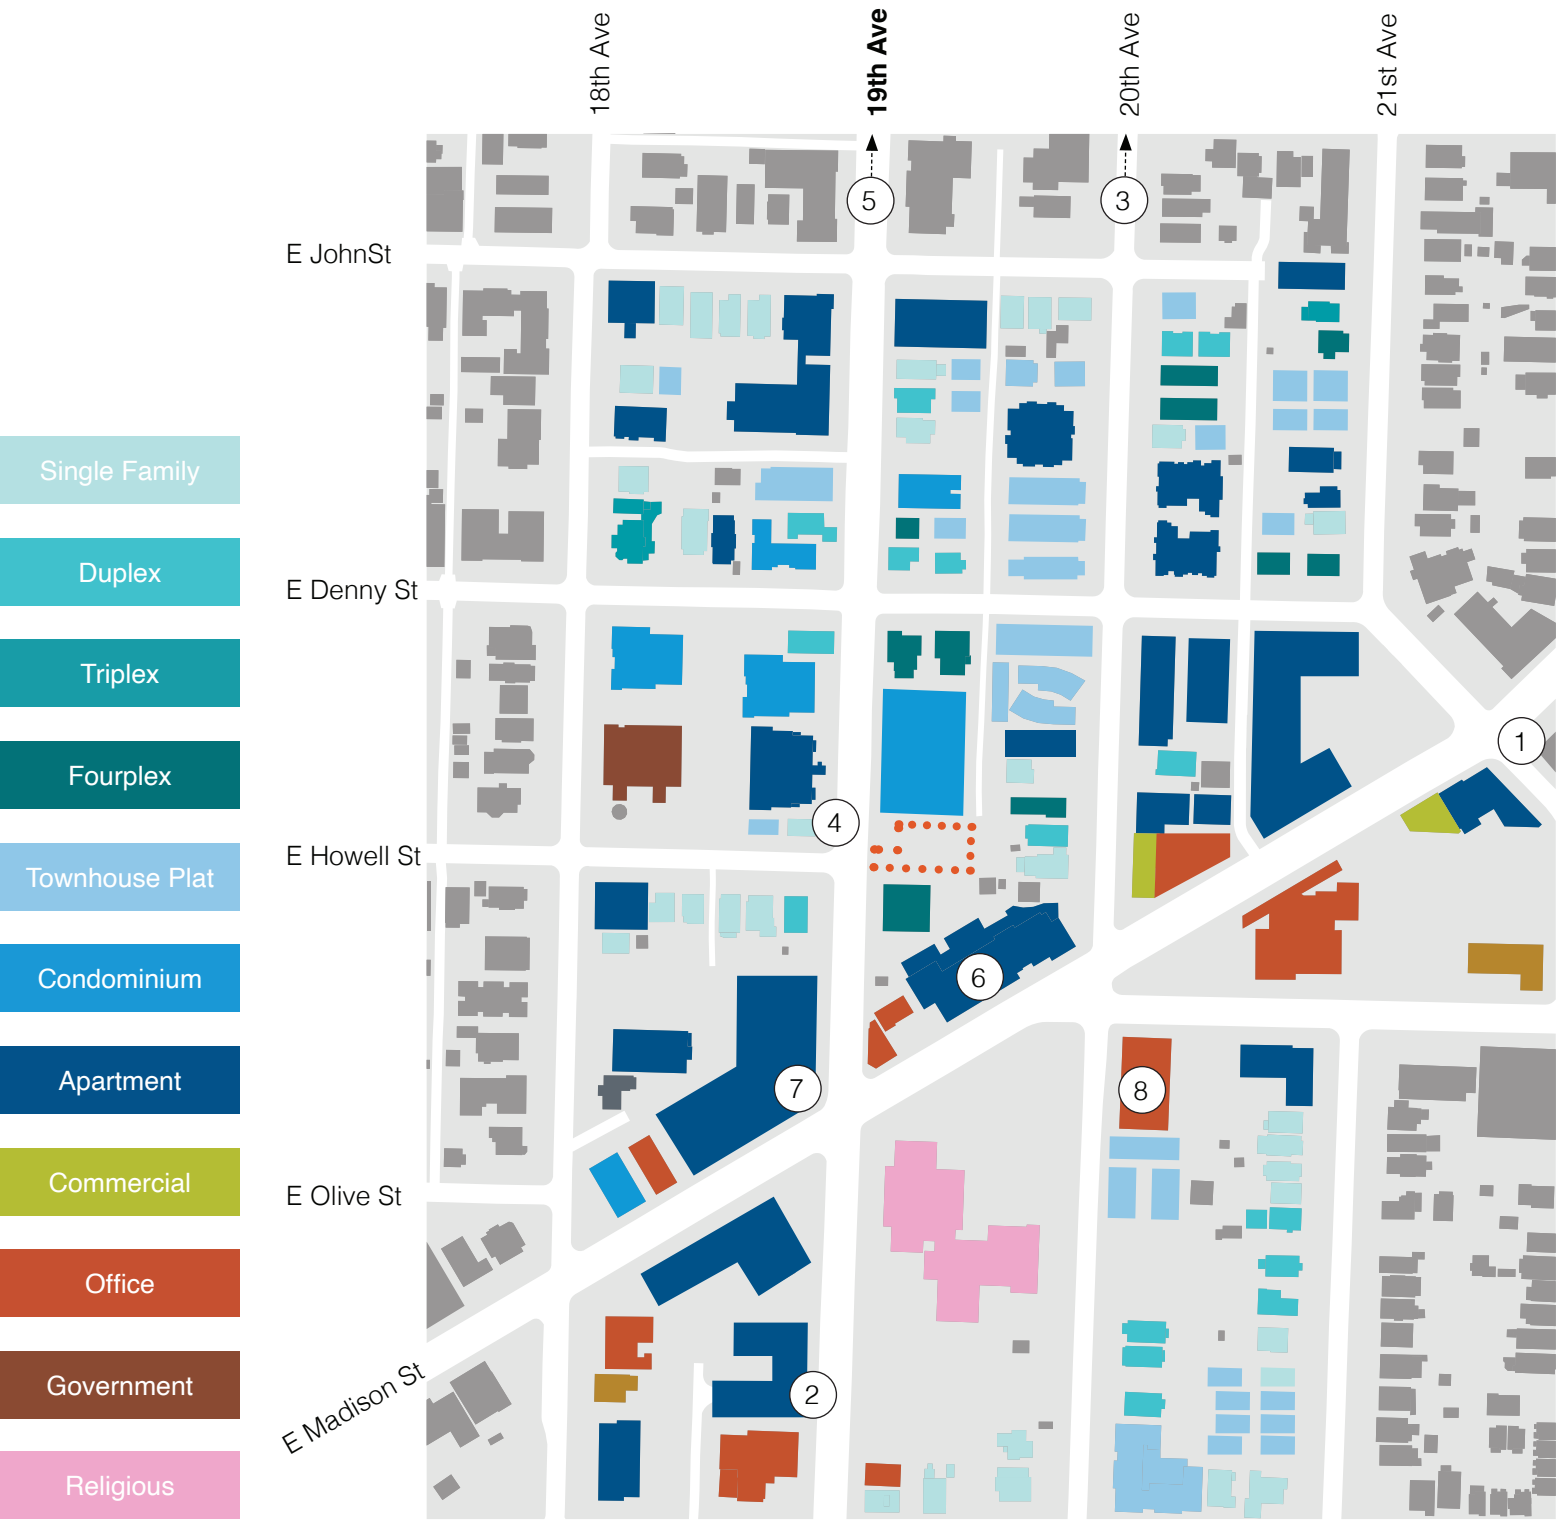 18th Ave
19th Ave
20th Ave
21st Ave
5
3
E JohnSt
Single Family
Duplex
E Denny St
Triplex
1
Fourplex
4
E Howell St
Townhouse Plat
Condominium
6
Apartment
7
8
Commercial
E Olive St
Office
Government
2
E Madison St
Religious